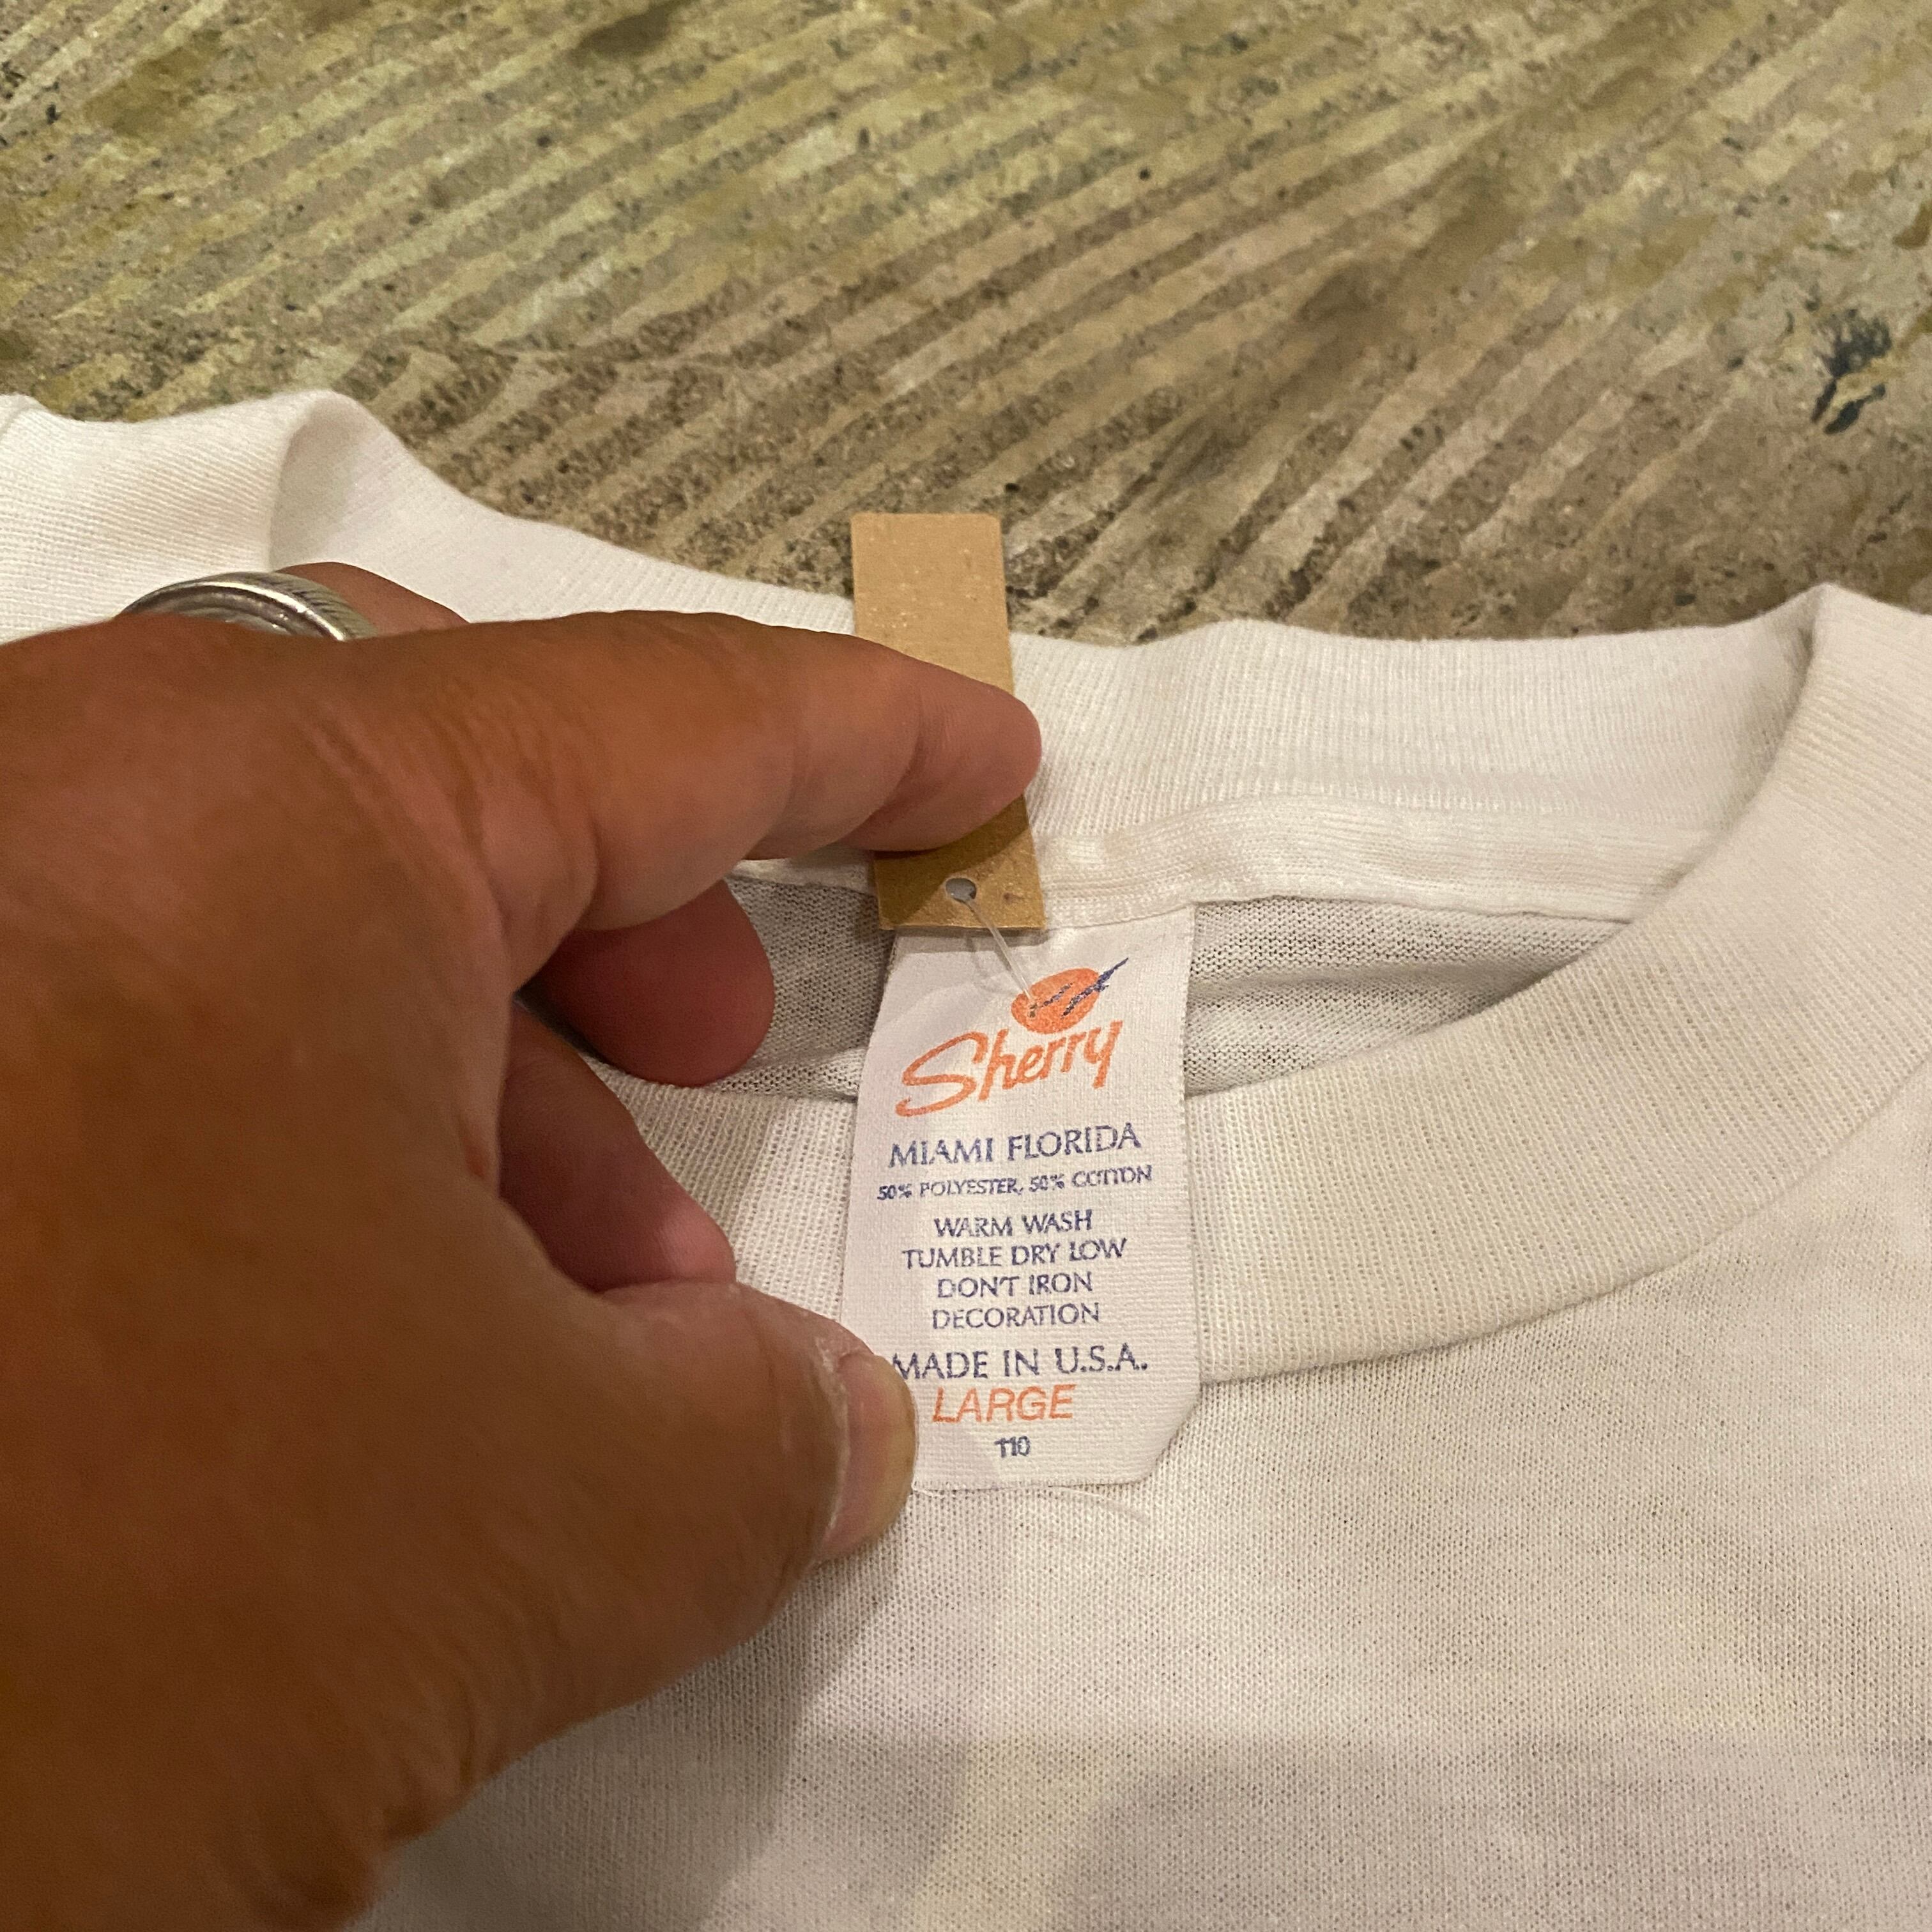 Sherry
MIAMI FLORIDA
50% POLYESTER, 50% COTTON
WARM WASH
TUMBLE DRY LOW
DON'T IRON
DECORATION
MADE IN U.S.A.
LARGE
110